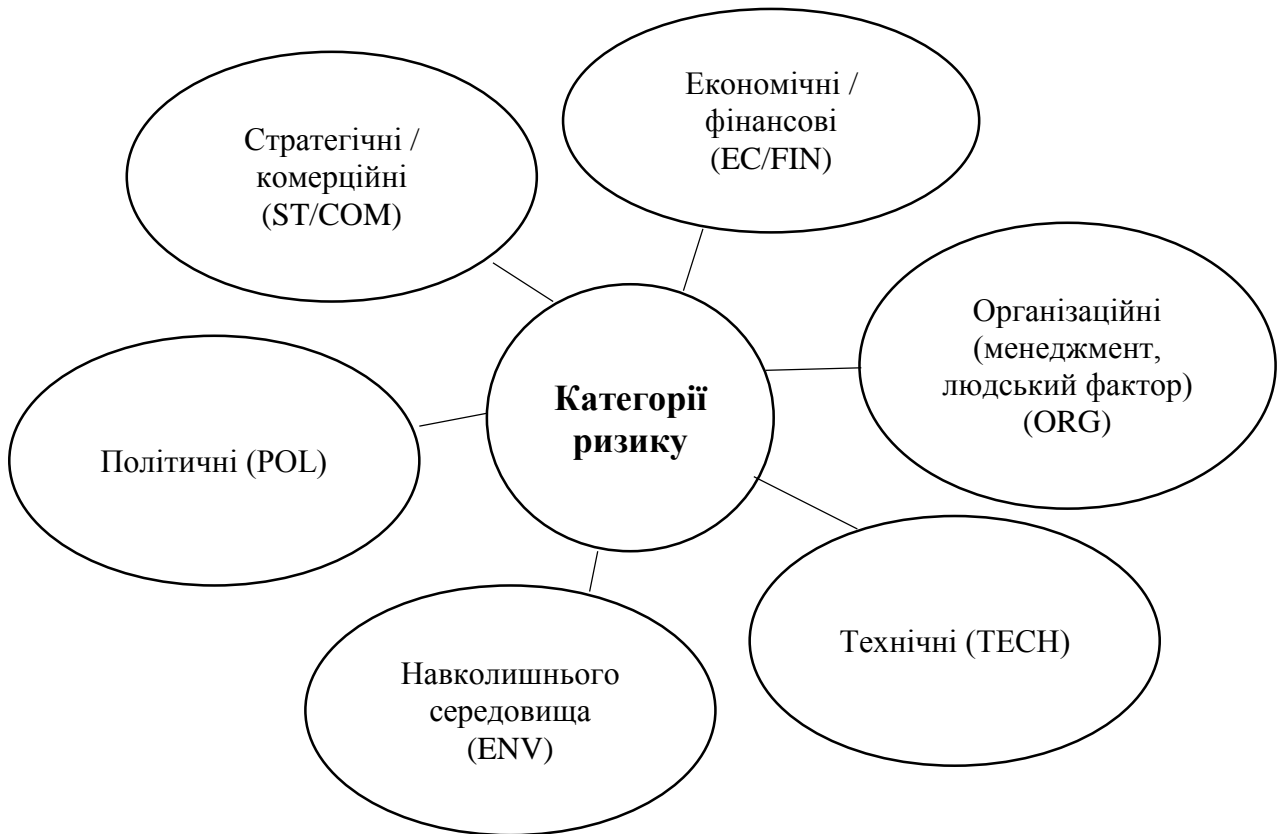 Економічні /
фінансові
(EC/FIN)
Стратегічні /
комерційні
(ST/COM)
Організаційні
(менеджмент,
людський фактор)
(ORG)
Категорії
ризику
Політичні (POL)
Технічні (TECH)
Навколишнього
середовища
(ENV)